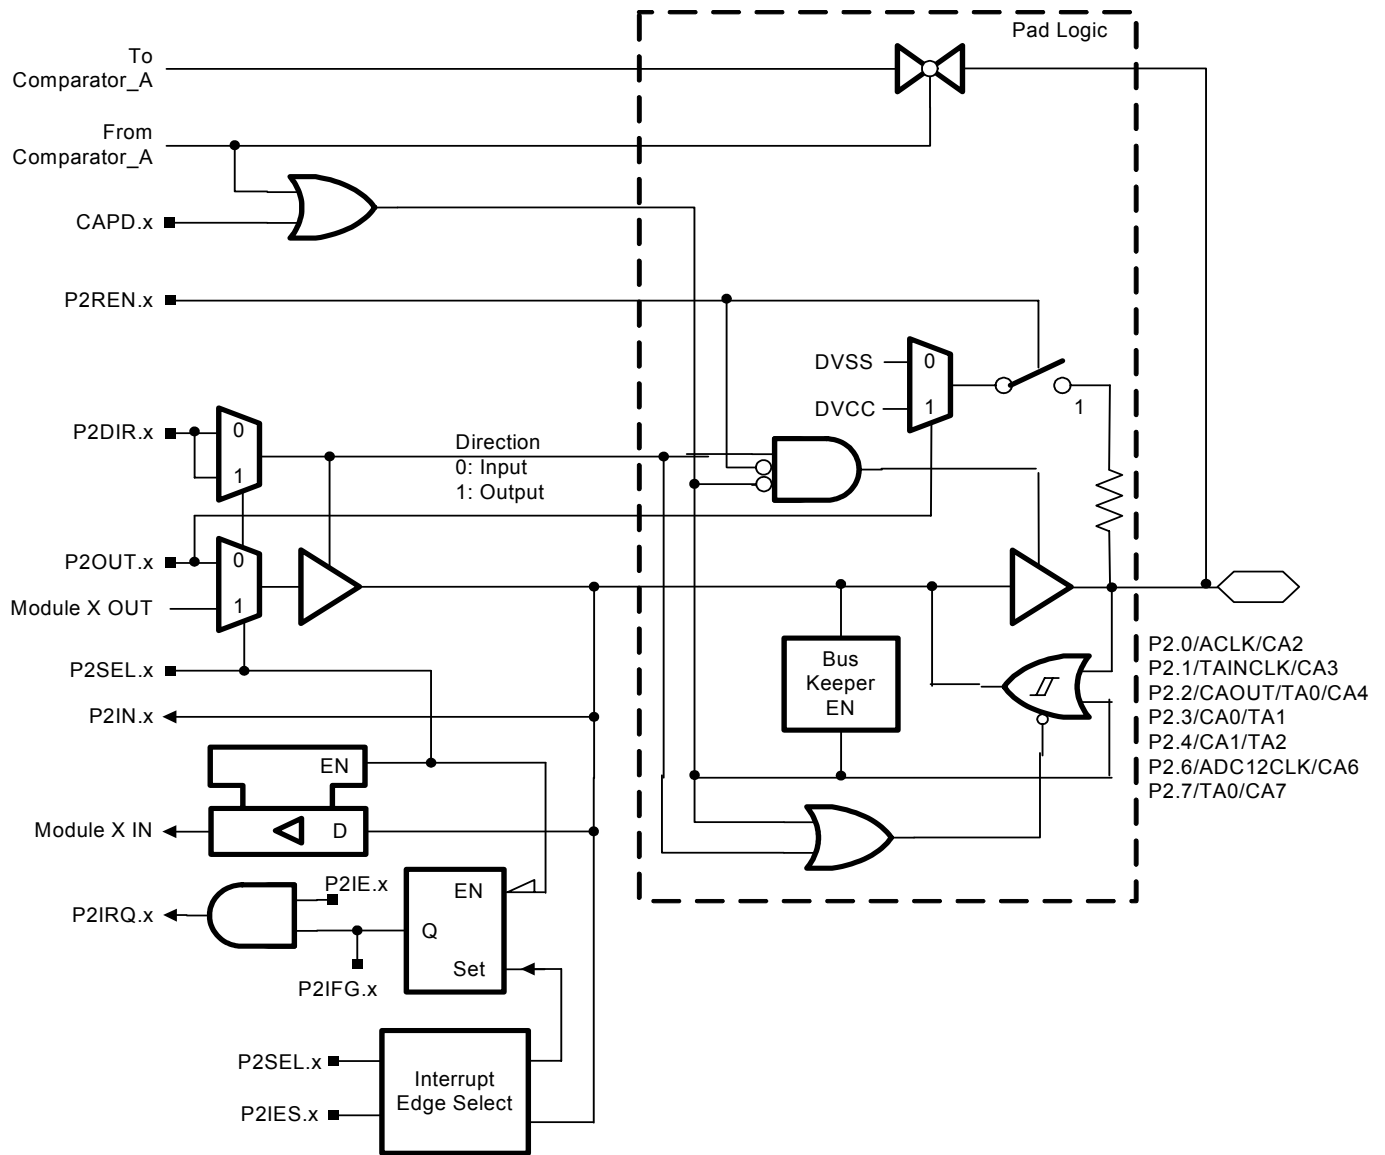 Pad Logic
To
Comparator_A
From
Comparator_A
CAPD.x
P2REN.x
DVSS
0
DVCC
1
1
P2DIR.x
0
1
Direction
0: Input
1: Output
P2OUT.x
0
Module X OUT
1
P2SEL.x
Bus
Keeper
EN
P2.0/ACLK/CA2
P2.1/TAINCLK/CA3
P2.2/CAOUT/TA0/CA4
P2.3/CA0/TA1
P2.4/CA1/TA2
P2.6/ADC12CLK/CA6
P2.7/TA0/CA7
P2IN.x
EN
Module X IN
D
P2IE.x
EN
P2IRQ.x
Q
Set
P2IFG.x
P2SEL.x
Interrupt
Edge Select
P2IES.x